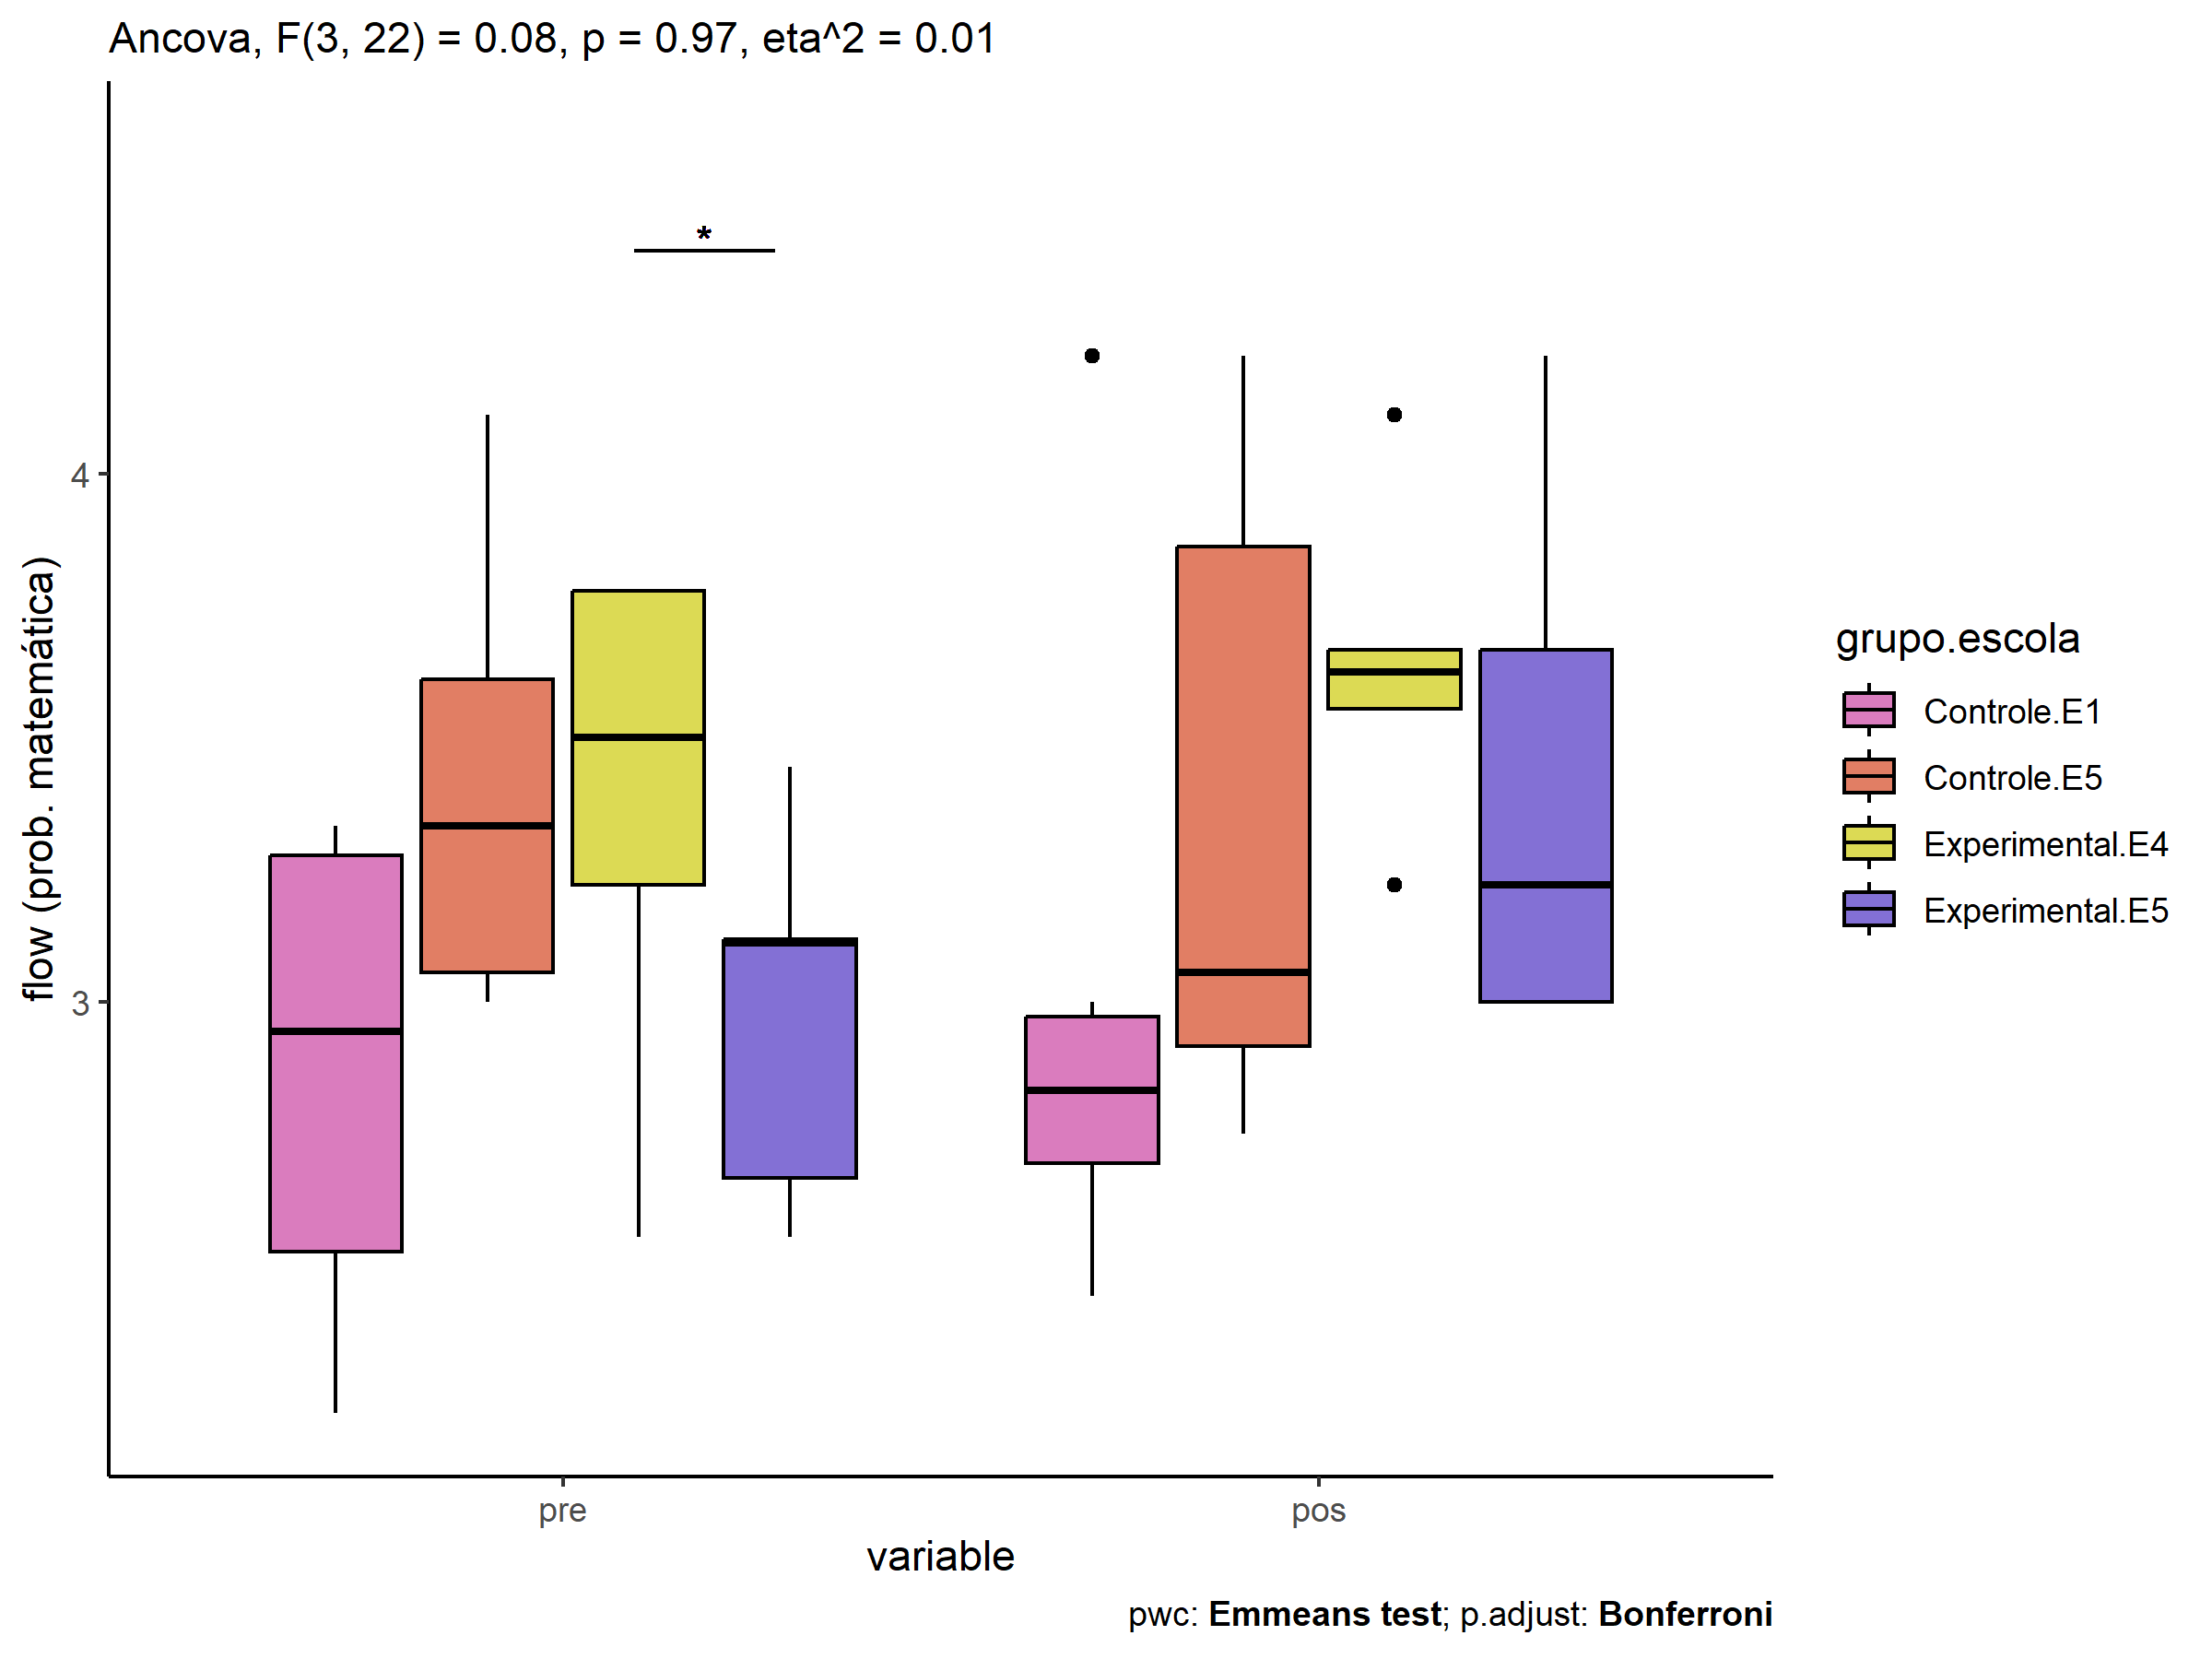 Ancova, F(3, 22) = 0.08, p = 0.97, eta^2 = 0.01
*
4
3
flow (prob. matemática)
pre
pos
variable
grupo.escola
Controle.E1
Controle.E5
Experimental.E4
Experimental.E5
pwc: Emmeans test; p.adjust: Bonferroni